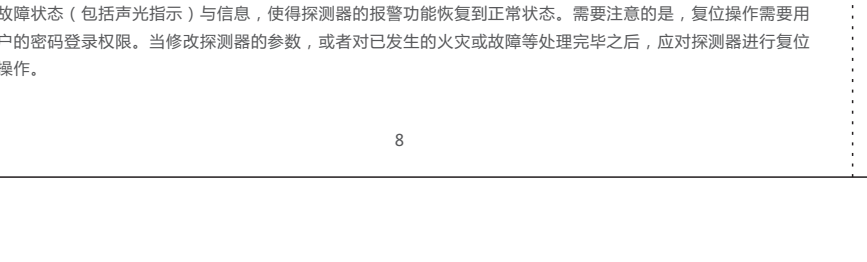 故障状态（包括声光指示）与信息，使得探测器的报警功能恢复到正常状态。需要注意的是，复位操作需要用
户的密码登录权限。当修改探测器的参数，或者对已发生的火灾或故障等处理完毕之后，应对探测器进行复位
操作。
8